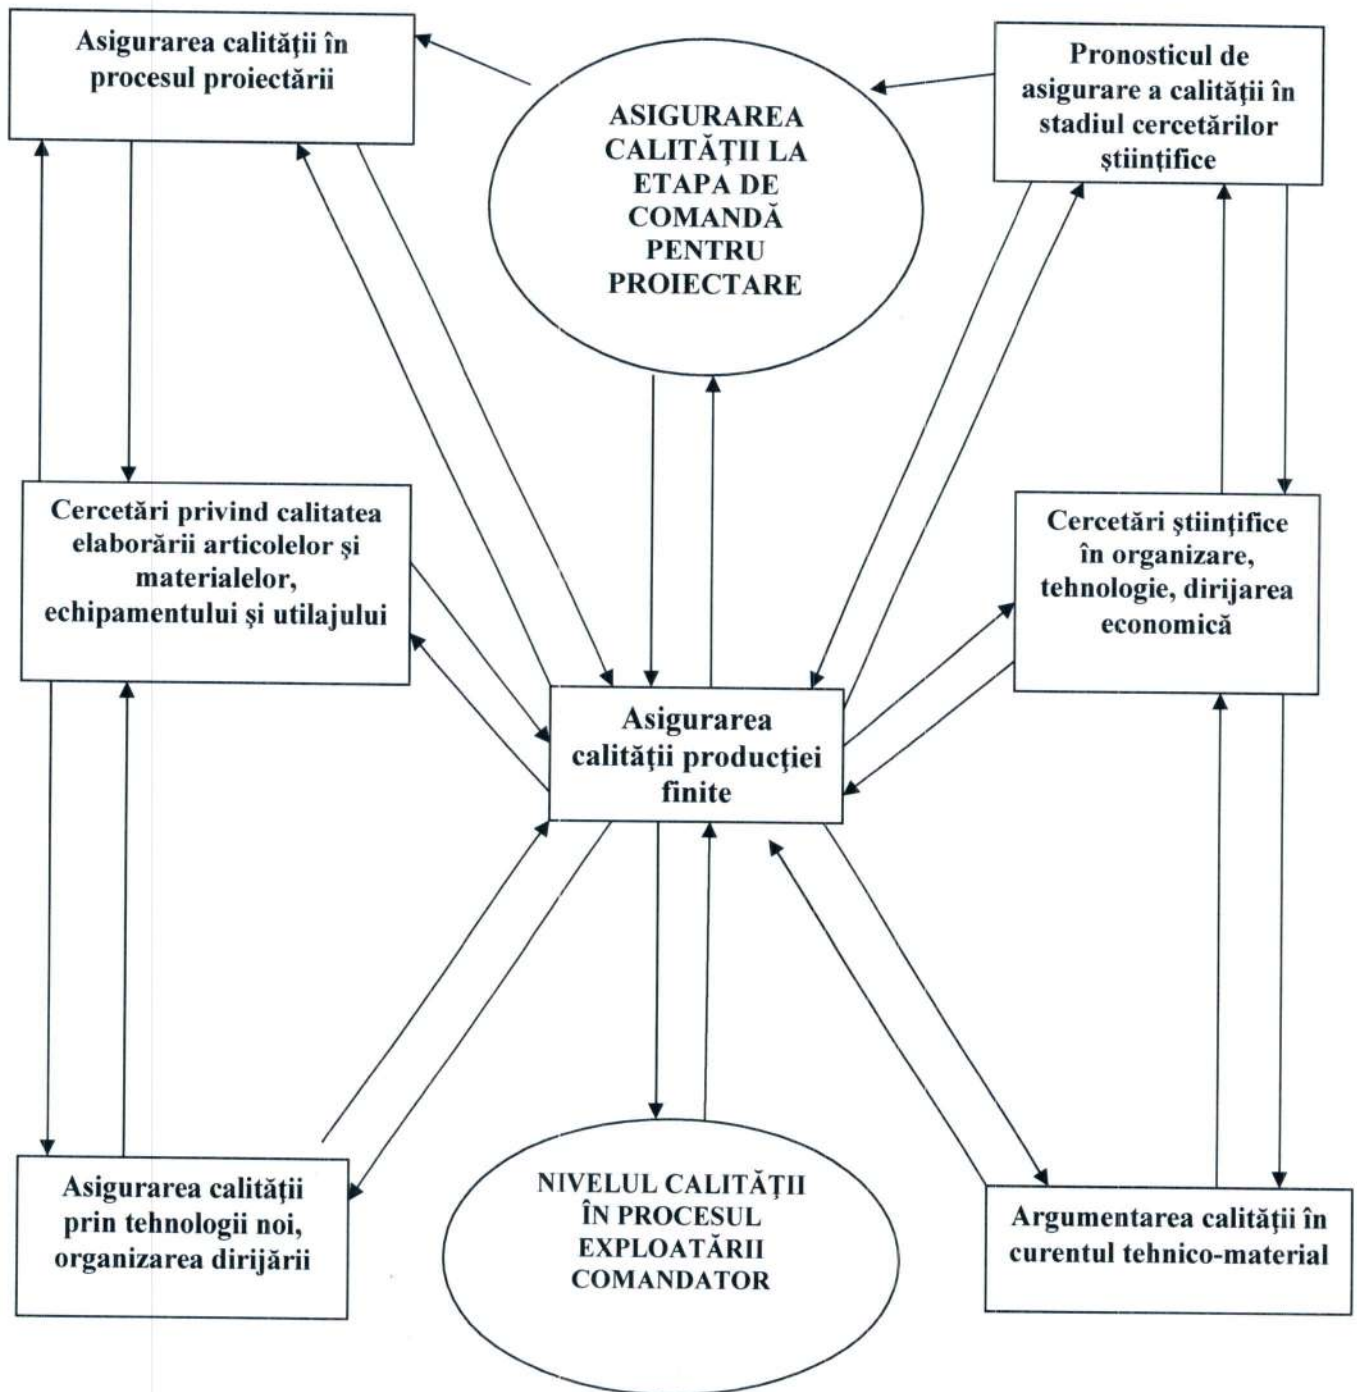 Asigurarea calităţii în
procesul proiectării
ASIGURAREA
CALITĂŢII LA
ETAPA DE
COMANDĂ
PENTRU
PROIECTARE
Pronosticul de
asigurare a calităţii în
stadiul cercetărilor
ştiinţifice
Cercetări privind calitatea
elaborării articolelor şi
materialelor,
echipamentului şi utilajului
Cercetări ştiinţifice
în organizare,
tehnologie, dirijarea
economică
Asigurarea
calităţii producţiei
finite
Asigurarea calităţii
prin tehnologii noi,
organizarea dirijării
NIVELUL CALITĂŢII
ÎN PROCESUL
EXPLOATĂRII
COMANDATOR
Argumentarea calităţii în
curentul tehnico-material